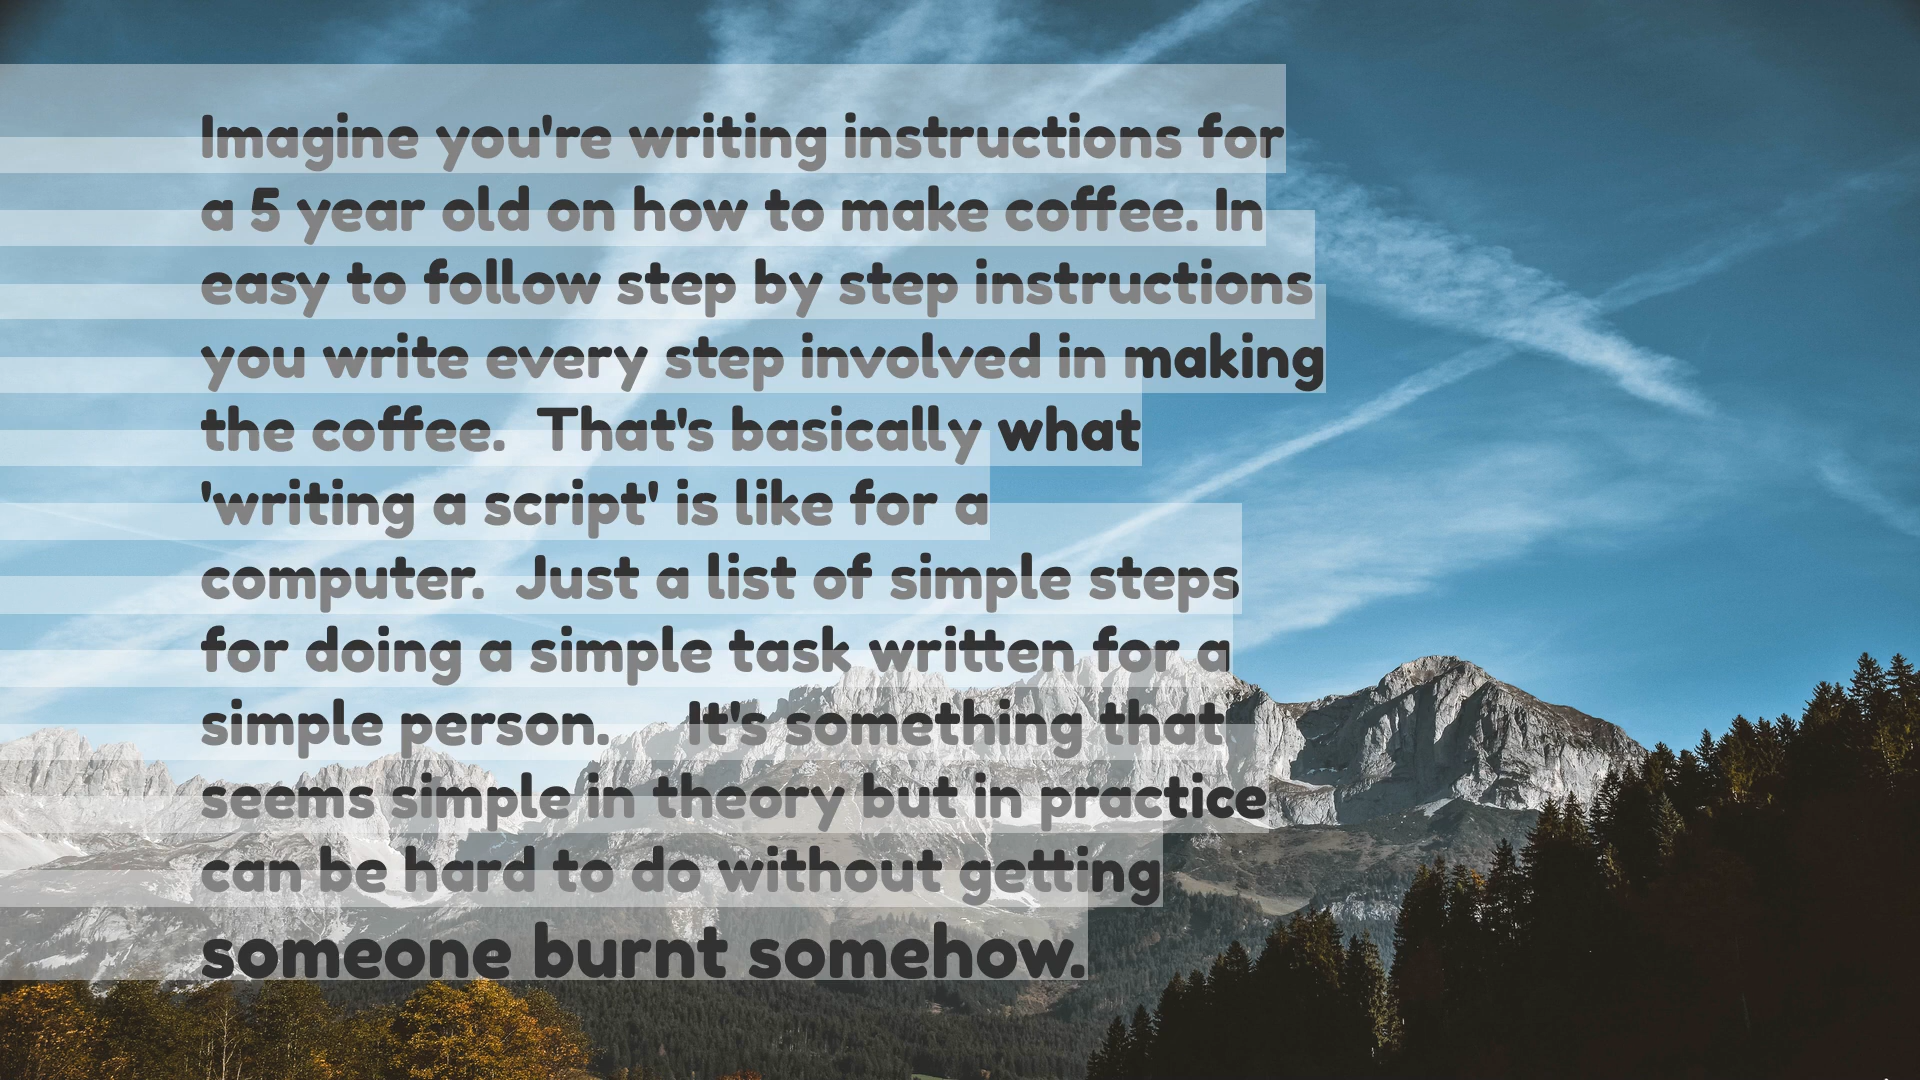 Imagine you're writing instructions for
a 5 year old on how to make coffee. In
easy to follow step by step instructions
you write every step involved in making
the coffee.  That's basically what
'writing a script' is like for a
computer.  Just a list of simple steps
for doing a simple task written for a
simple person.     It's something that
seems simple in theory but in practice
can be hard to do without getting
someone burnt somehow.